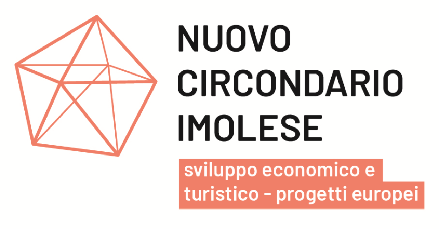 NUOVO
CIRCONDARIO
IMOLESE
sviluppo economico e
turistico - progetti europei